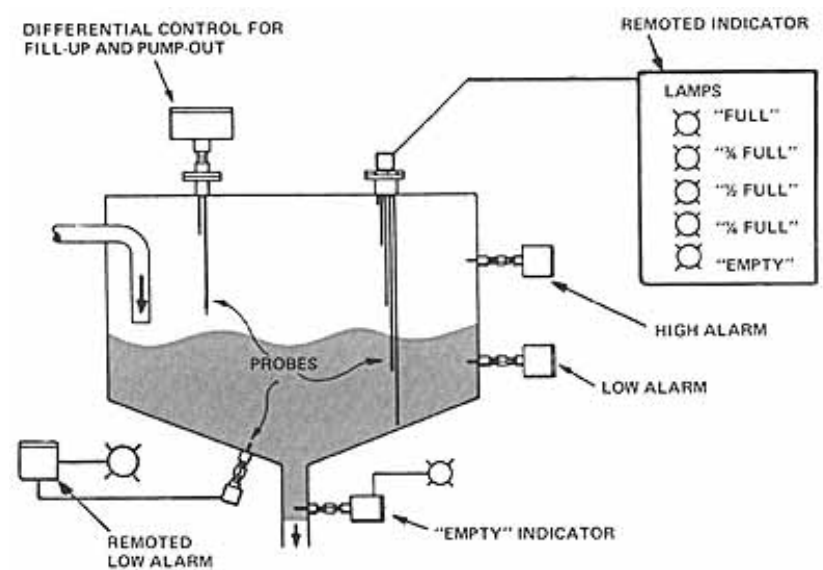 DIFFERENTIAL CONTROL FOR
FILL-UP AND PUMP-OUT
REMOTED INDICATOR
LAMPS
"FULL"
"¾ FULL"
"½ FULL"
"¼ FULL"
"EMPTY"
HIGH ALARM
PROBES
LOW ALARM
REMOTED
LOW ALARM
"EMPTY" INDICATOR